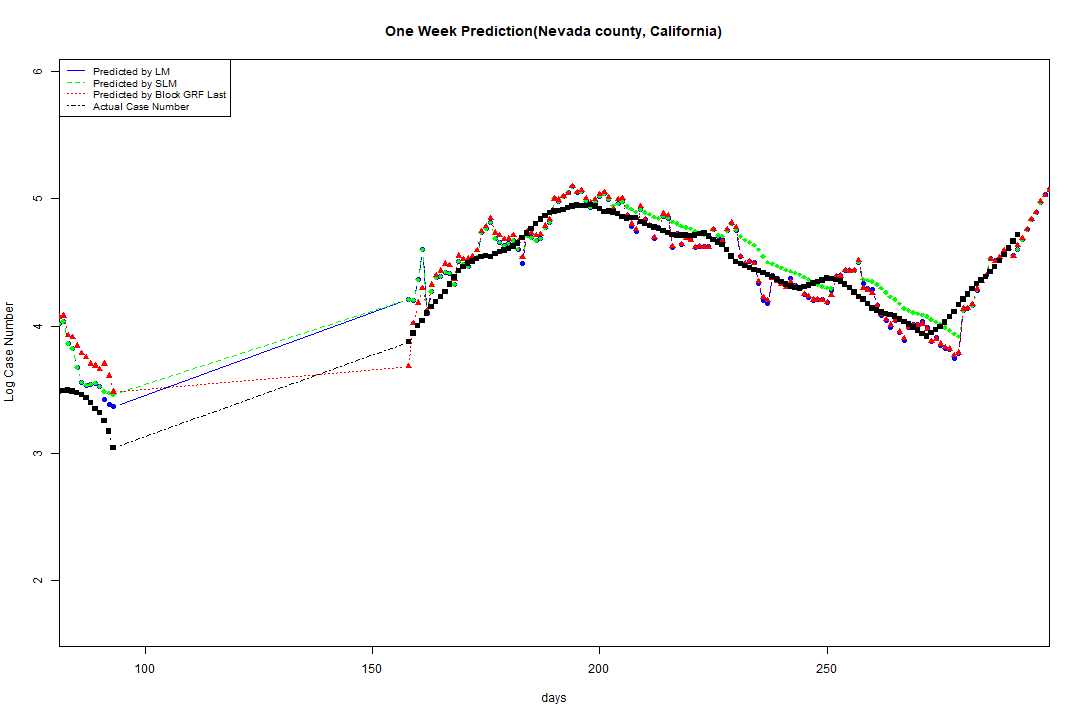 One Week Prediction(Nevada county, California)
Predicted by LM
Predicted by SLM
Predicted by Block GRF Last
Actual Case Number
6
5
4
3
2
Log Case Number
100 150 200 250
days